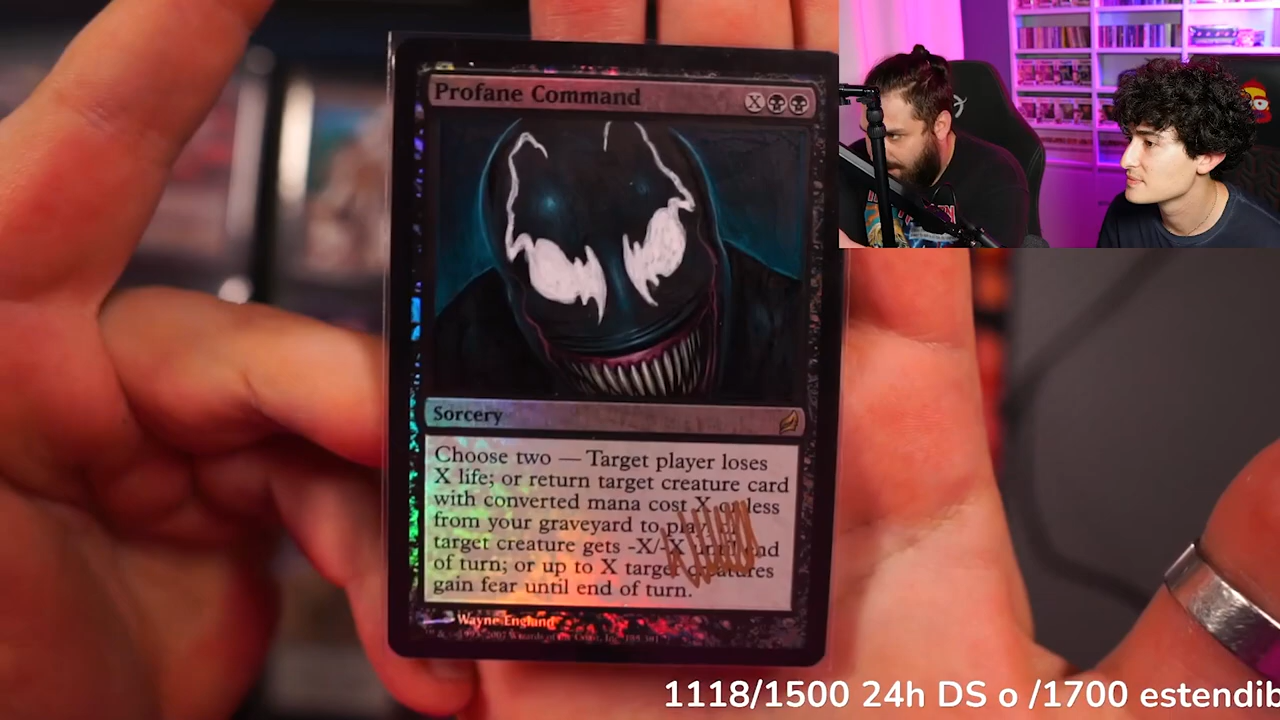 Profane Command
X
Sorcery
Choose two — Target player loses
X life; or return target creature card
with converted mana cost X or less
from your graveyard to play; or
target creature gets -X/-X until end
of turn; or up to X target creatures
gain fear until end of turn.
Wayne England
1118/1500 24h DS o /1700 estendib